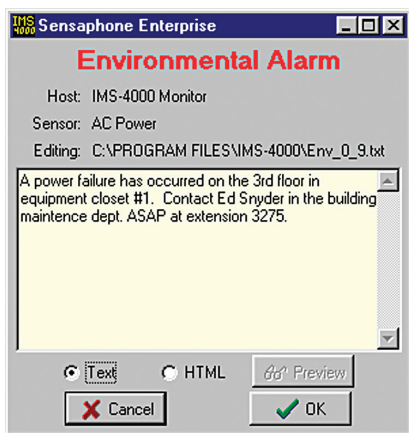 IMS 4000 Sensaphone Enterprise
Environmental Alarm
Host: IMS-4000 Monitor
Sensor: AC Power
Editing: C:\PROGRAM FILES\IMS-4000\Env_0_9.txt
A power failure has occurred on the 3rd floor in
equipment closet #1.  Contact Ed Snyder in the building
maintence dept. ASAP at extension 3275.
Text HTML Preview
Cancel OK